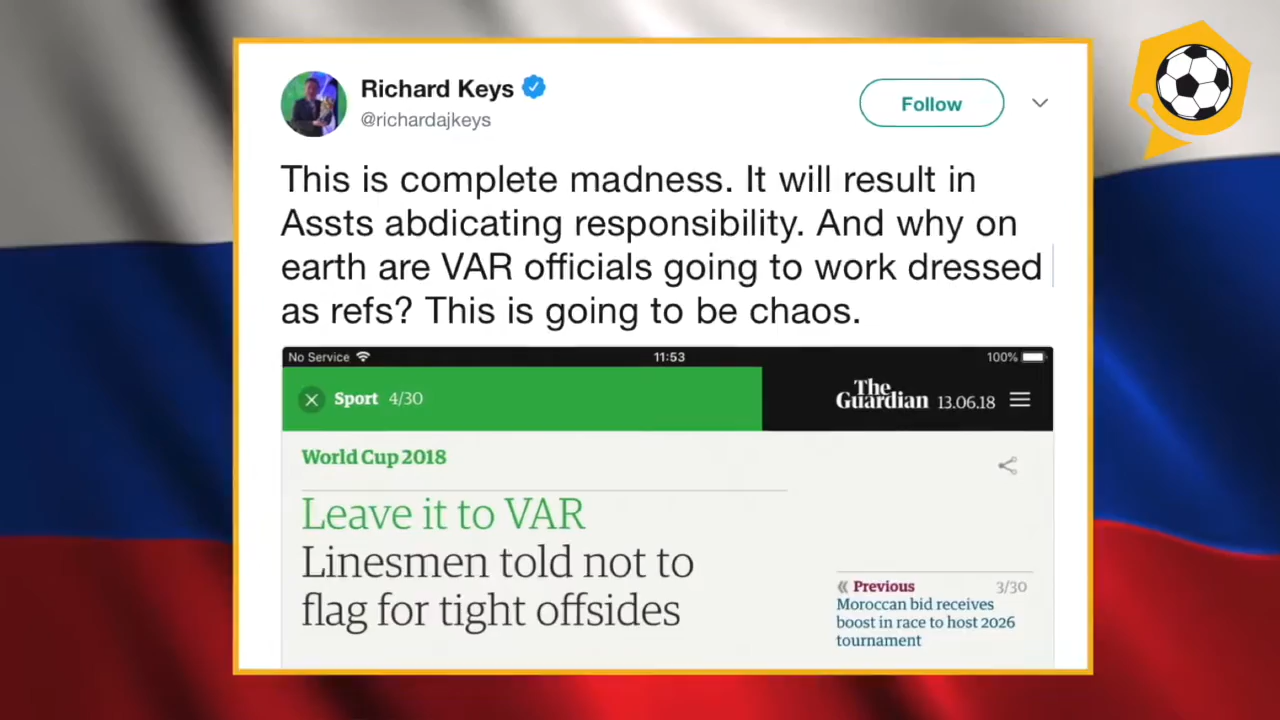 Richard Keys
@richardajkeys
Follow
This is complete madness. It will result in
Assts abdicating responsibility. And why on
earth are VAR officials going to work dressed
as refs? This is going to be chaos.
No Service
11:53
100%
Sport 4/30
The Guardian 13.06.18
World Cup 2018
Leave it to VAR
Linesmen told not to
flag for tight offsides
Previous 3/30
Moroccan bid receives
boost in race to host 2026
tournament